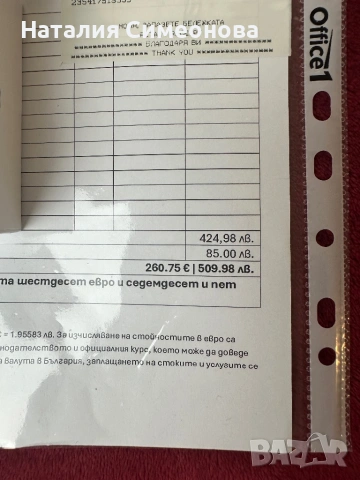 Наталия Симеонова
БЛАГОДАРЯ ВИ
THANK YOU
Office1
424,98 лв.
85.00 лв.
260.75 € | 509.98 лв.
та шестдесет евро и седемдесет и пет
= 1.95583 лв. За изчисляване на стойностите в евро са
нодателството и официалния курс, което може да доведе
а валута в България, заплащането на стоките и услугите се
BAZAR